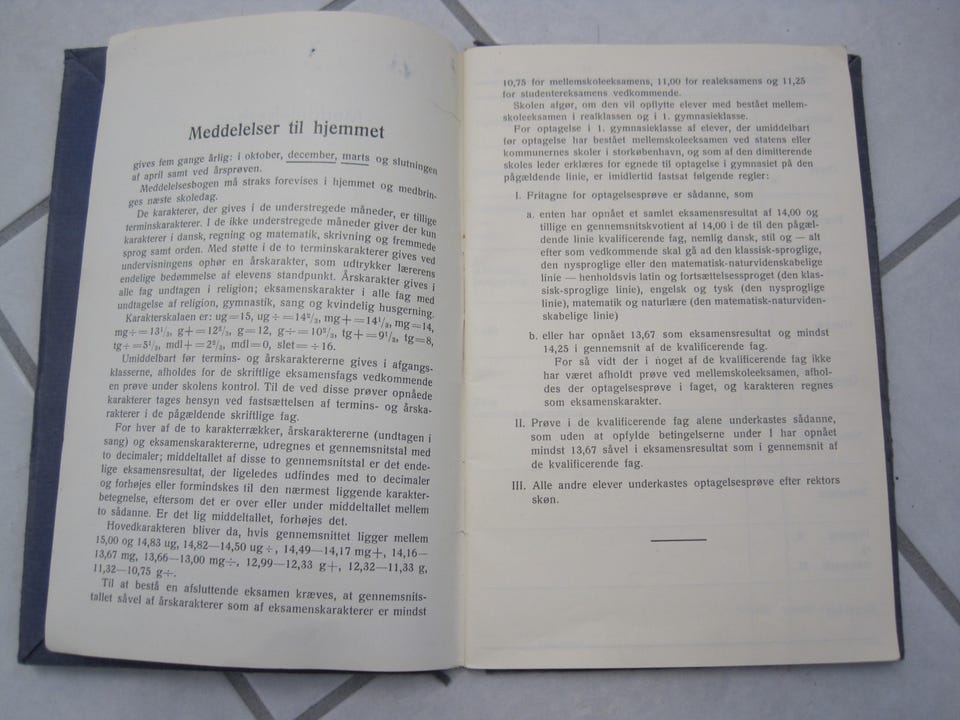 Meddelelser til hjemmet
gives fem gange årlig: i oktober, december, marts og slutningen
af april samt ved årsprøven.
Meddelelsesbogen må straks forevises i hjemmet og medbrin-
ges næste skoledag.
De karakterer, der gives i de understregede måneder, er tillige
terminskarakterer. I de ikke understregede måneder giver der kun
karakterer i dansk, regning og matematik, skrivning og fremmede
sprog samt orden. Med støtte i de to terminskarakterer gives ved
undervisningens ophør en årskarakter, som udtrykker lærerens
endelige bedømmelse af elevens standpunkt. Årskarakter gives i
alle fag undtagen i religion; eksamenskarakter i alle fag med
undtagelse af religion, gymnastik, sang og kvindelig husgerning.
Karakterskalaen er: ug=15, ug÷=14²/₃, mg+=14¹/₃, mg=14,
mg÷=13¹/₃, g+=12²/₃, g=12, g÷=10²/₃, tg+=9¹/₃, tg=8,
tg÷=5¹/₃, mdl+=2²/₃, mdl=0, slet=÷16.
Umiddelbart før termins- og årskaraktererne gives i afgangs-
klasserne, afholdes for de skriftlige eksamensfags vedkommende
en prøve under skolens kontrol. Til de ved disse prøver opnåede
karakterer tages hensyn ved fastsættelsen af termins- og årska-
rakterer i de pågældende skriftlige fag.
For hver af de to karakterrækker, årskaraktererne (undtagen i
sang) og eksamenskaraktererne, udregnes et gennemsnitstal med
to decimaler; middeltallet af disse to gennemsnitstal er det ende-
lige eksamensresultat, der ligeledes udfindes med to decimaler
og forhøjes eller formindskes til den nærmest liggende karakter-
betegnelse, eftersom det er over eller under middeltallet mellem
to sådanne. Er det lig middeltallet, forhøjes det.
Hovedkarakteren bliver da, hvis gennemsnittet ligger mellem
15,00 og 14,83 ug, 14,82—14,50 ug÷, 14,49—14,17 mg+, 14,16—
13,67 mg, 13,66—13,00 mg÷, 12,99—12,33 g+, 12,32—11,33 g,
11,32—10,75 g÷.
Til at bestå en afsluttende eksamen kræves, at gennemsnits-
tallet såvel af årskarakterer som af eksamenskarakterer er mindst
10,75 for mellemskoleeksamens, 11,00 for realeksamens og 11,25
for studentereksamens vedkommende.
Skolen afgør, om den vil opflytte elever med bestået mellem-
skoleeksamen i realklassen og i 1. gymnasieklasse.
For optagelse i 1. gymnasieklasse af elever, der umiddelbart
før optagelse har bestået mellemskoleeksamen ved statens eller
kommunernes skoler i storkøbenhavn, og som af den dimitterende
skoles leder erklæres for egnede til optagelse i gymnasiet på den
pågældende linie, er imidlertid fastsat følgende regler:
I. Fritagne for optagelsesprøve er sådanne, som
a. enten har opnået et samlet eksamensresultat af 14,00 og
tillige en gennemsnitskvotient af 14,00 i de til den pågæl-
dende linie kvalificerende fag, nemlig dansk, stil og — alt
efter som vedkommende skal gå ad den klassisk-sproglige,
den nysproglige eller den matematisk-naturvidenskabelige
linie — henholdsvis latin og fortsættelsessproget (den klas-
sisk-sproglige linie), engelsk og tysk (den nysproglige
linie), matematik og naturlære (den matematisk-naturviden-
skabelige linie)
b. eller har opnået 13,67 som eksamensresultat og mindst
14,25 i gennemsnit af de kvalificerende fag.
For så vidt der i noget af de kvalificerende fag ikke
har været afholdt prøve ved mellemskoleeksamen, afhol-
des der optagelsesprøve i faget, og karakteren regnes
som eksamenskarakter.
II. Prøve i de kvalificerende fag alene underkastes sådanne,
som uden at opfylde betingelserne under I har opnået
mindst 13,67 såvel i eksamensresultat som i gennemsnit af
de kvalificerende fag.
III. Alle andre elever underkastes optagelsesprøve efter rektors
skøn.